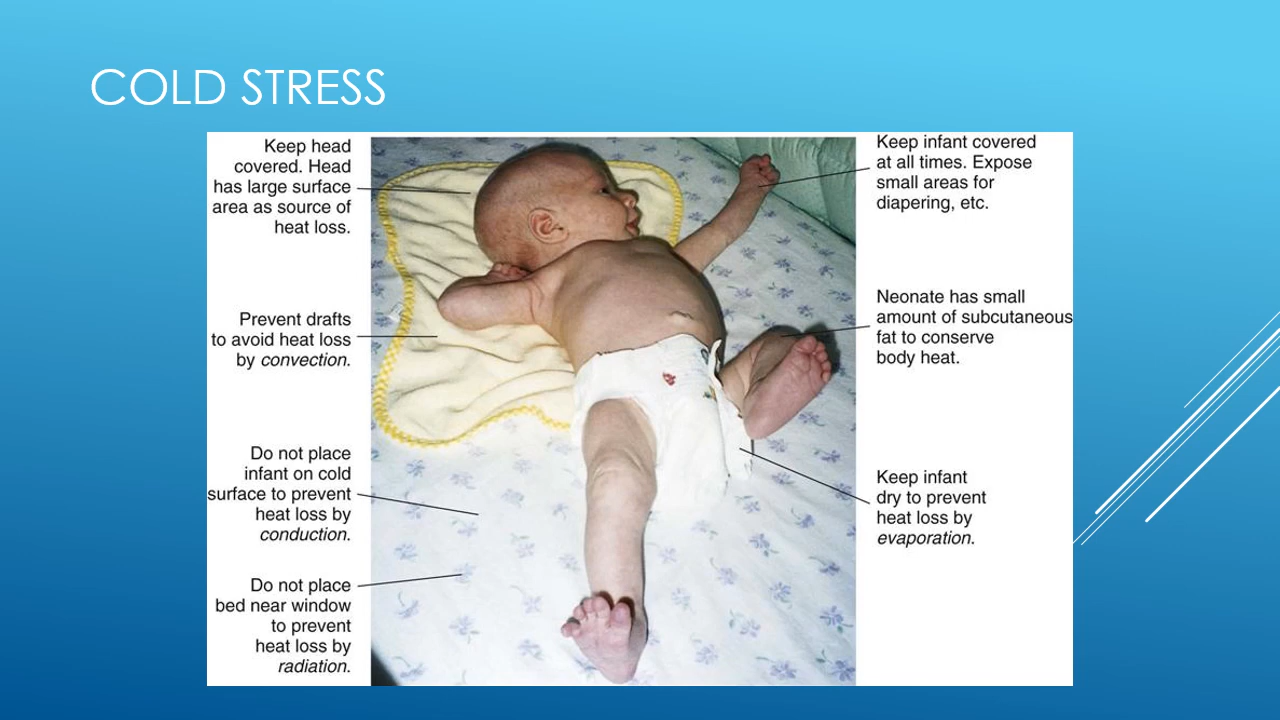 COLD STRESS
Keep head
covered. Head
has large surface
area as source of
heat loss.
Prevent drafts
to avoid heat loss
by convection.
Do not place
infant on cold
surface to prevent
heat loss by
conduction.
Do not place
bed near window
to prevent
heat loss by
radiation.
Keep infant covered
at all times. Expose
small areas for
diapering, etc.
Neonate has small
amount of subcutaneous
fat to conserve
body heat.
Keep infant
dry to prevent
heat loss by
evaporation.